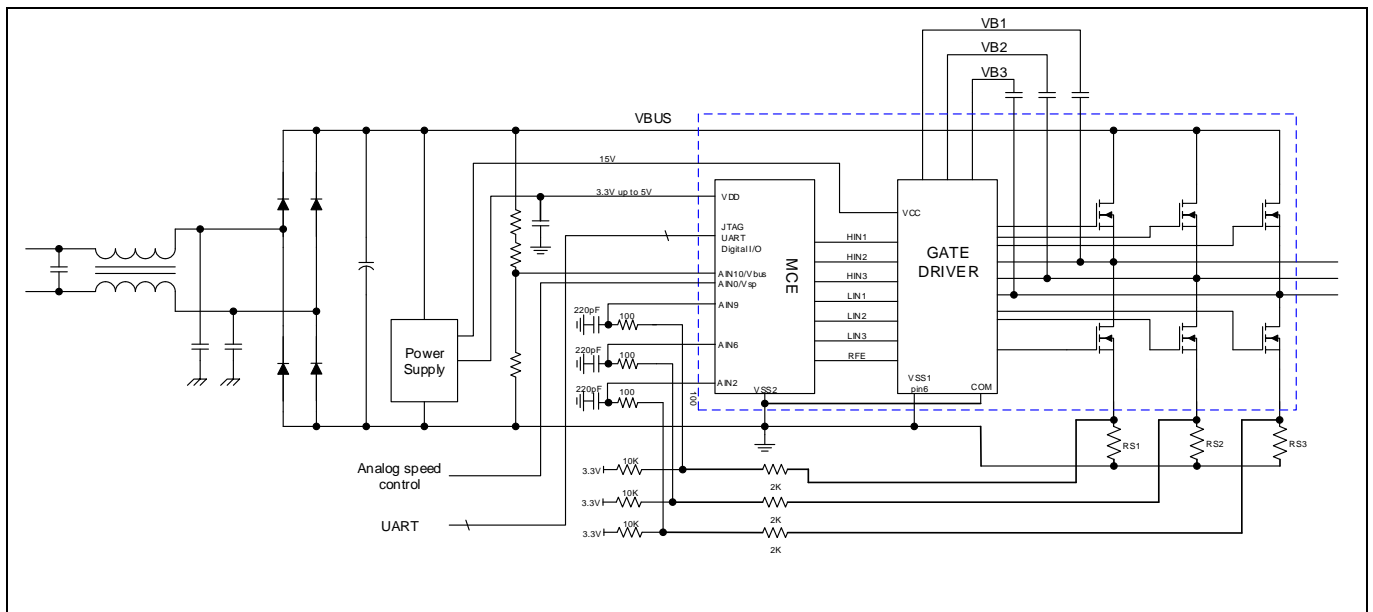 VB1
VB2
VB3
VBUS
15V
3.3V up to 5V
VDD
VCC
JTAG
UART
Digital I/O
HIN1
GATE
DRIVER
HIN2
AIN10/Vbus
AIN0/Vsp
MCE
HIN3
LIN1
220pF
100
AIN9
LIN2
220pF
100
AIN6
LIN3
Power
Supply
RFE
220pF
100
AIN2
VSS2
VSS1
pin6
COM
100
RS1
RS2
RS3
Analog speed
control
3.3V
10K
2K
3.3V
10K
2K
UART
3.3V
10K
2K